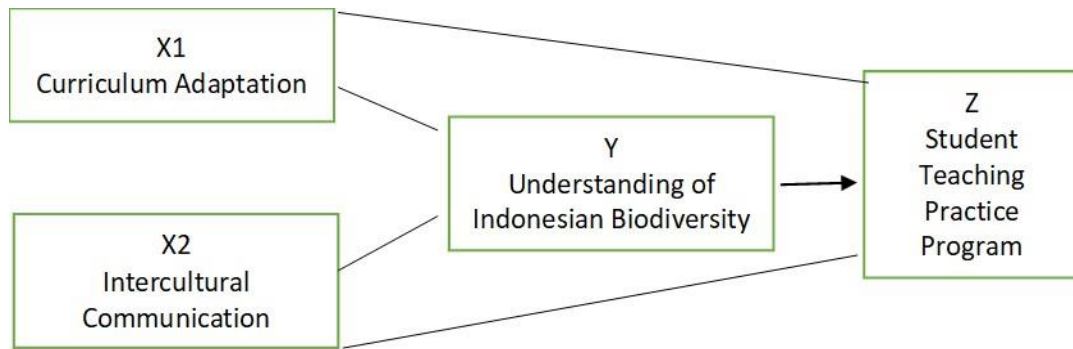 X1
Curriculum Adaptation
X2
Intercultural
Communication
Y
Understanding of
Indonesian Biodiversity
Z
Student
Teaching
Practice
Program